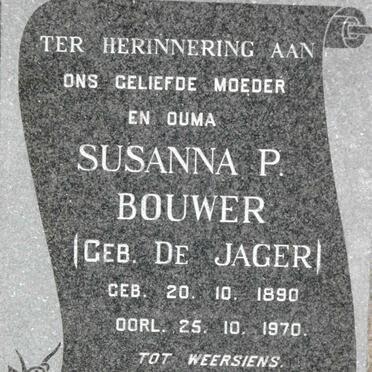 TER HERINNERING AAN
ONS GELIEFDE MOEDER
EN OUMA
SUSANNA P.
BOUWER
(GEB. DE JAGER)
GEB. 20. 10. 1890
OORL. 25. 10. 1970.
TOT WEERSIENS.